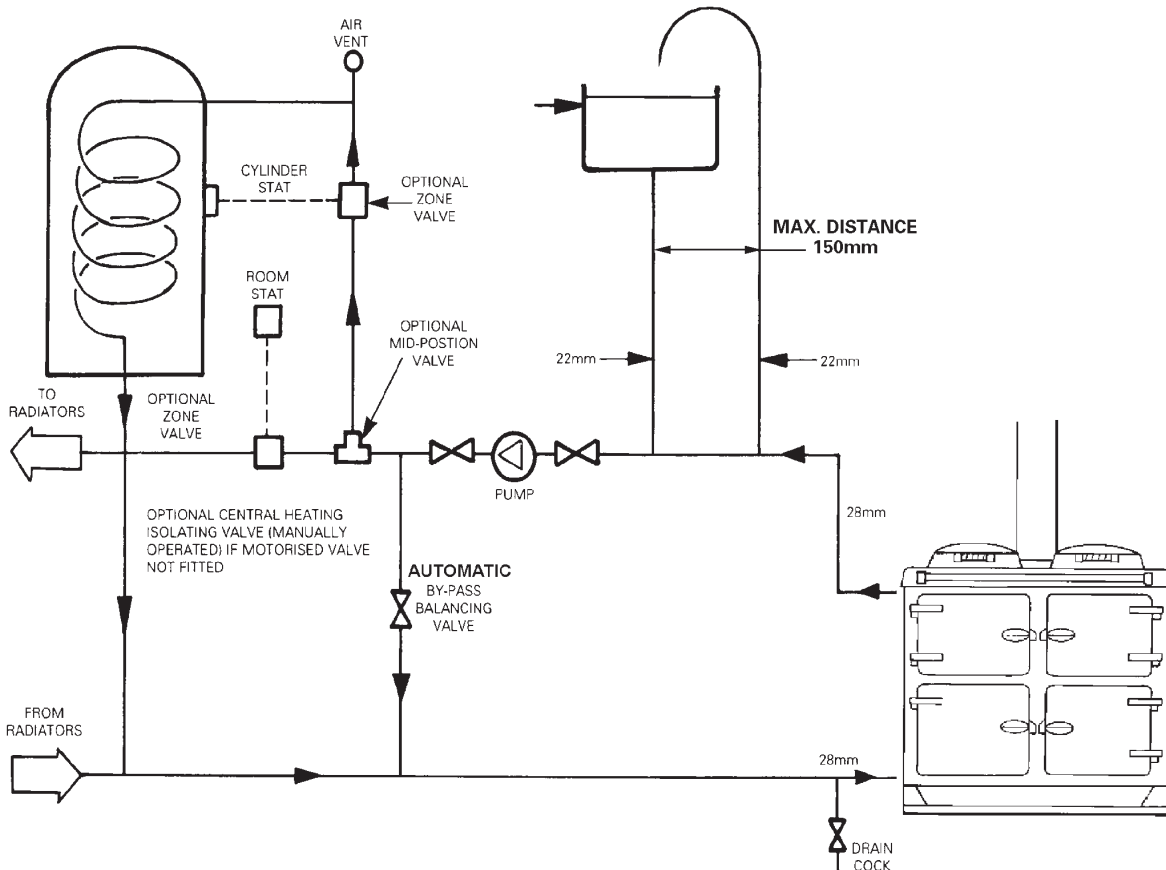 AIR
VENT
CYLINDER
STAT
OPTIONAL
ZONE
VALVE
MAX. DISTANCE
150mm
ROOM
STAT
OPTIONAL
MID-POSTION
VALVE
22mm
22mm
TO
RADIATORS
OPTIONAL
ZONE
VALVE
PUMP
28mm
OPTIONAL CENTRAL HEATING
ISOLATING VALVE (MANUALLY
OPERATED) IF MOTORISED VALVE
NOT FITTED
AUTOMATIC
BY-PASS
BALANCING
VALVE
FROM
RADIATORS
28mm
DRAIN
COCK